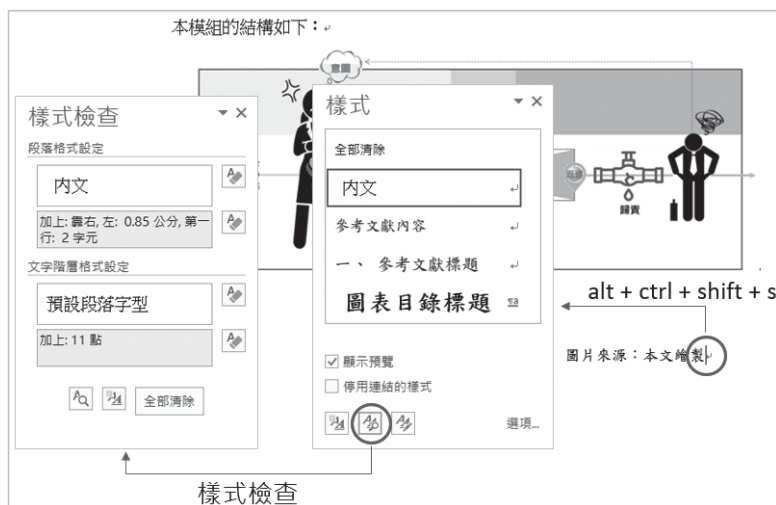 本模組的結構如下：
意圖
樣式檢查
段落格式設定
內文
加上: 靠右, 左: 0.85 公分, 第一
行: 2 字元
文字階層格式設定
預設段落字型
加上: 11 點
全部清除
樣式
全部清除
內文
參考文獻內容
一、 參考文獻標題
圖表目錄標題
顯示預覽
停用連結的樣式
選項...
歸責
alt + ctrl + shift + s
圖片來源：本文繪製
樣式檢查